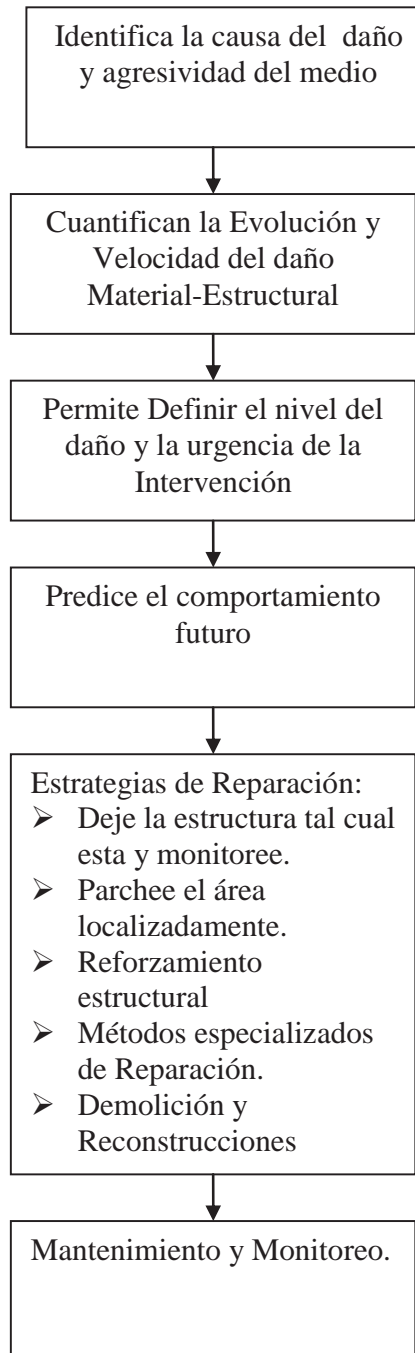 Identifica la causa del daño
y agresividad del medio
Cuantifican la Evolución y
Velocidad del daño
Material-Estructural
Permite Definir el nivel del
daño y la urgencia de la
Intervención
Predice el comportamiento
futuro
Estrategias de Reparación:
➢ Deje la estructura tal cual
esta y monitoree.
➢ Parchee el área
localizadamente.
➢ Reforzamiento
estructural
➢ Métodos especializados
de Reparación.
➢ Demolición y
Reconstrucciones
Mantenimiento y Monitoreo.